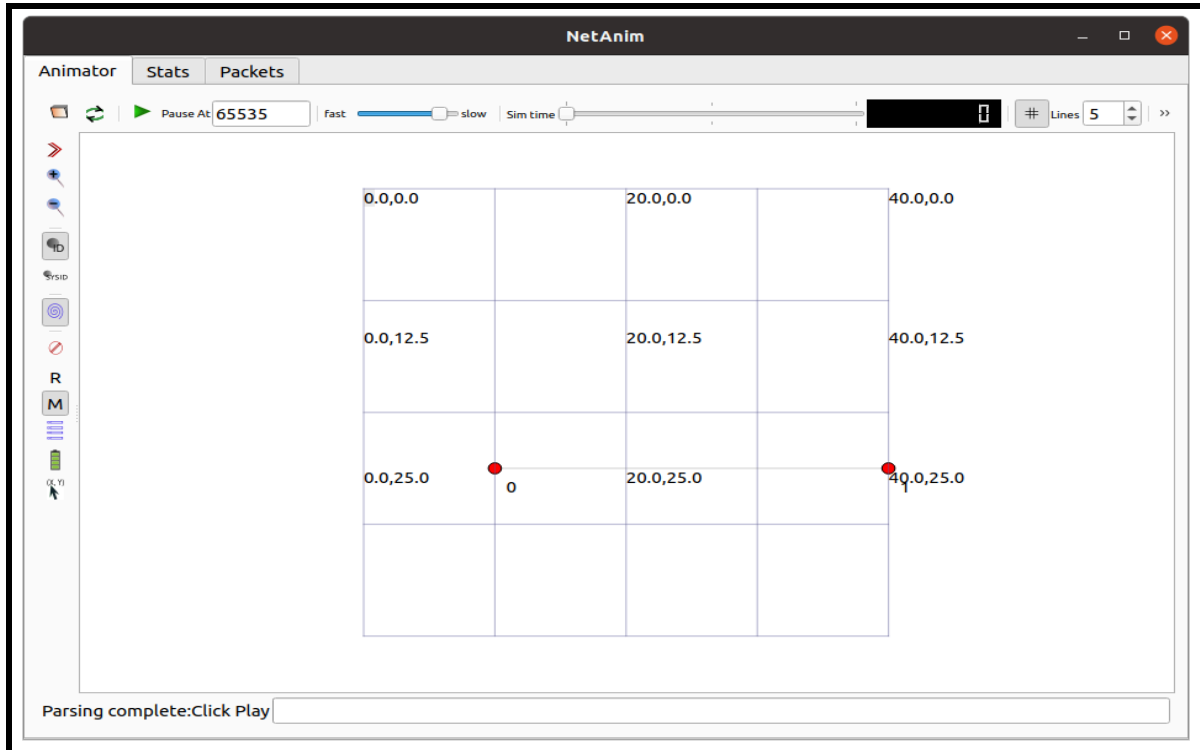 NetAnim
Animator Stats Packets
Pause At 65535 fast slow Sim time 0 # Lines 5 »
ID
SYSID
R
M
(X, Y)
0.0,0.0 20.0,0.0 40.0,0.0
0.0,12.5 20.0,12.5 40.0,12.5
0.0,25.0 20.0,25.0 40.0,25.0
0 1
Parsing complete:Click Play